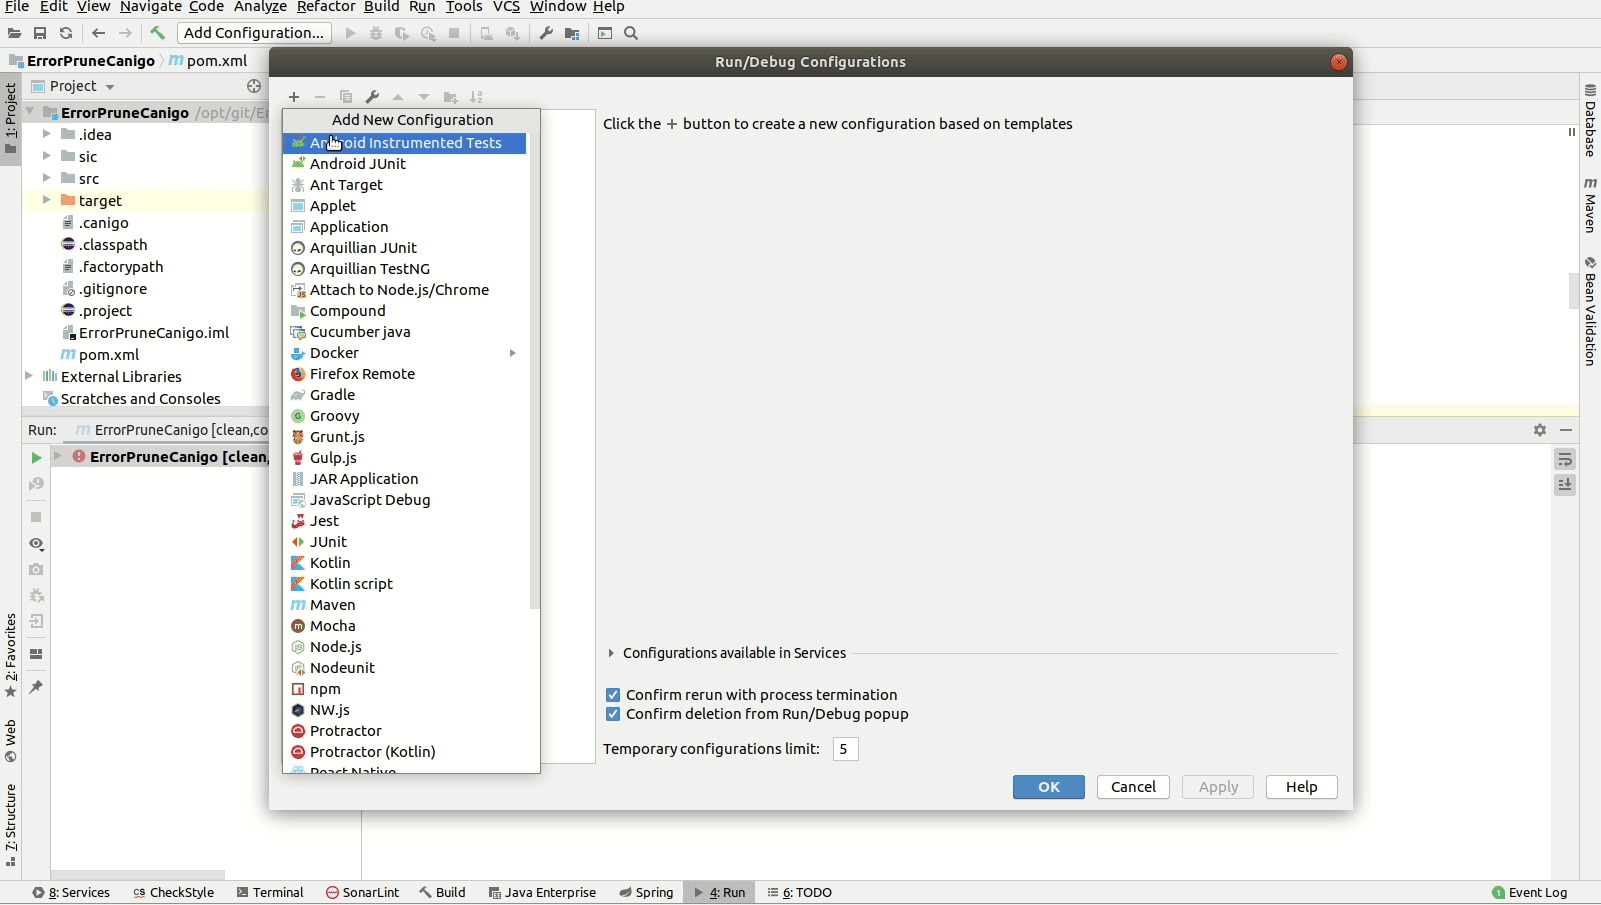 File Edit View Navigate Code Analyze Refactor Build Run Tools VCS Window Help
Add Configuration...
ErrorPruneCanigo m pom.xml
Run/Debug Configurations
1: Project
Project
ErrorPruneCanigo /opt/git/Er
.idea
sic
src
target
.canigo
.classpath
.factorypath
.gitignore
.project
ErrorPruneCanigo.iml
m pom.xml
External Libraries
Scratches and Consoles
Add New Configuration
Android Instrumented Tests
Android JUnit
Ant Target
Applet
Application
Arquillian JUnit
Arquillian TestNG
Attach to Node.js/Chrome
Compound
Cucumber java
Docker
Firefox Remote
Gradle
Groovy
Grunt.js
Gulp.js
JAR Application
JavaScript Debug
Jest
JUnit
Kotlin
Kotlin script
m Maven
Mocha
Node.js
Nodeunit
npm
NW.js
Protractor
Protractor (Kotlin)
React Native
Click the + button to create a new configuration based on templates
Configurations available in Services
Confirm rerun with process termination
Confirm deletion from Run/Debug popup
Temporary configurations limit: 5
OK Cancel Apply Help
Database
m Maven
Bean Validation
Run: m ErrorPruneCanigo [clean,co
ErrorPruneCanigo [clean,
2: Favorites
Web
7: Structure
8: Services CheckStyle Terminal SonarLint Build Java Enterprise Spring 4: Run 6: TODO 1 Event Log